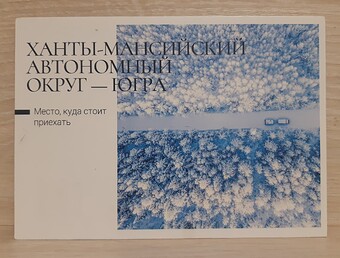 ХАНТЫ-МАНСИЙСКИЙ
АВТОНОМНЫЙ
ОКРУГ — ЮГРА
Место, куда стоит
приехать